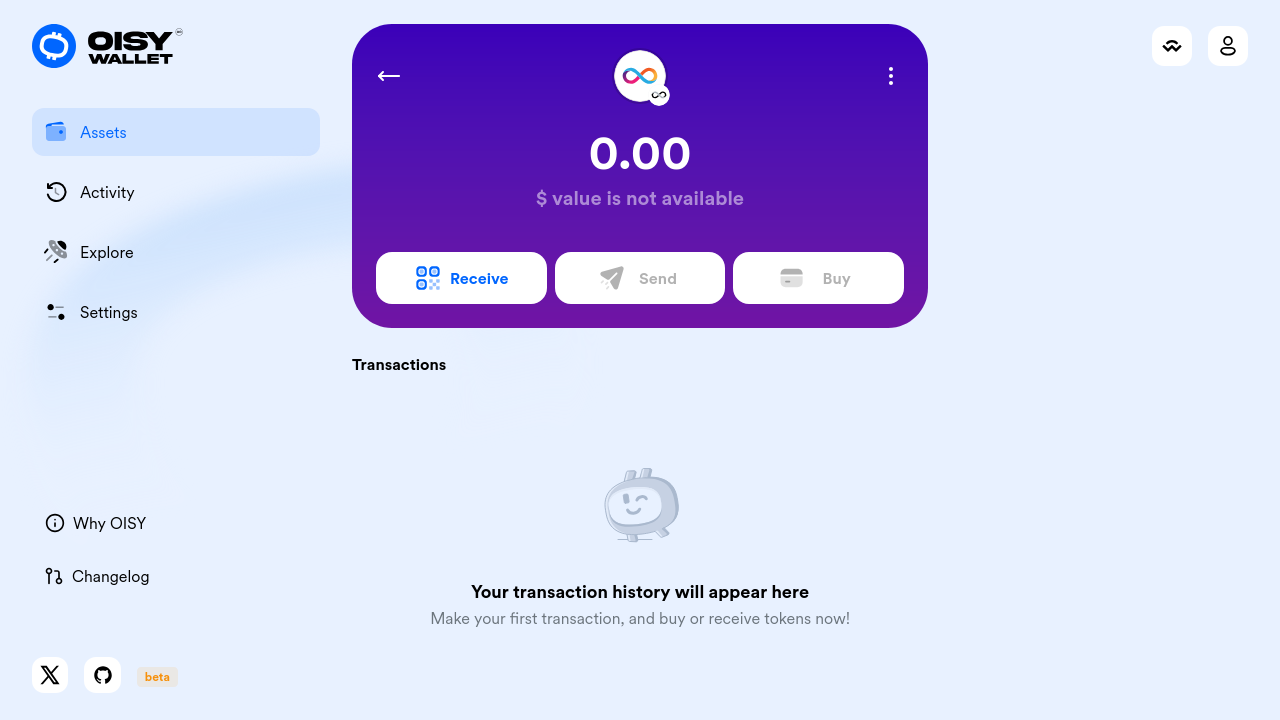 OISY
WALLET
Assets
Activity
Explore
Settings
Why OISY
Changelog
beta
0.00
$ value is not available
Receive
Send
Buy
Transactions
Your transaction history will appear here
Make your first transaction, and buy or receive tokens now!